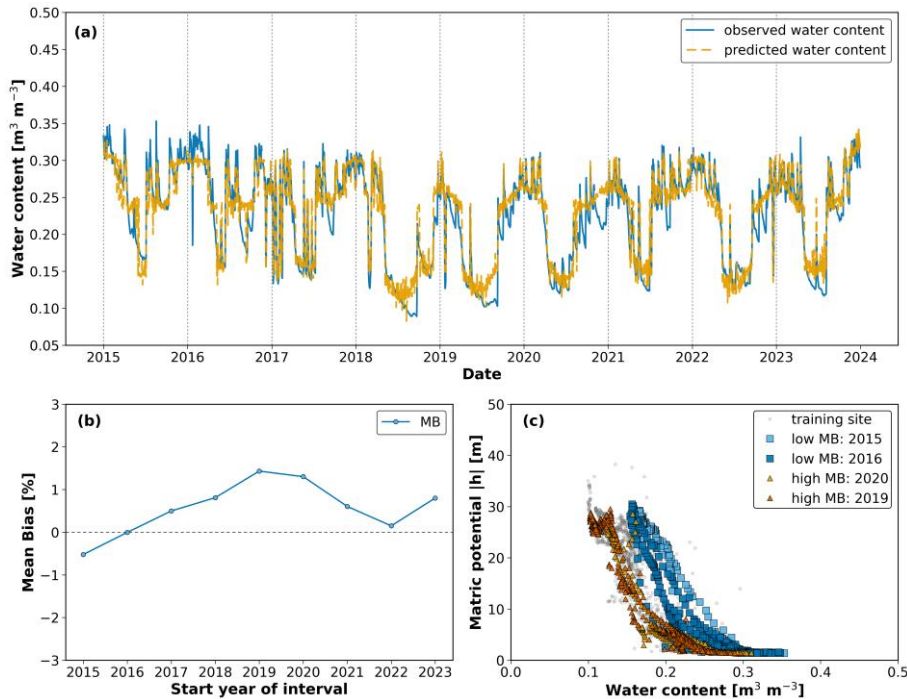 (a)
observed water content
predicted water content
Water content [m³ m⁻³]
0.50
0.45
0.40
0.35
0.30
0.25
0.20
0.15
0.10
0.05
2015 2016 2017 2018 2019 2020 2021 2022 2023 2024
Date
(b)
MB
Mean Bias [%]
3
2
1
0
−1
−2
−3
2015 2016 2017 2018 2019 2020 2021 2022 2023
Start year of interval
(c)
training site
low MB: 2015
low MB: 2016
high MB: 2020
high MB: 2019
Matric potential |h| [m]
50
40
30
20
10
0
0.0 0.1 0.2 0.3 0.4 0.5
Water content [m³ m⁻³]